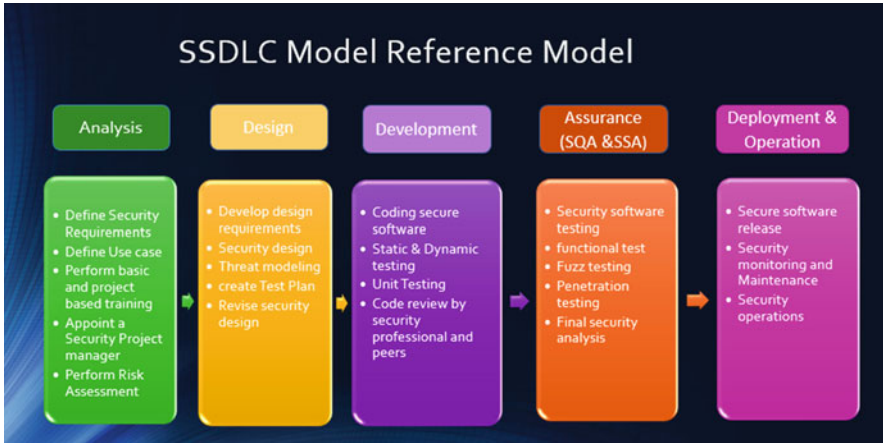 SSDLC Model Reference Model
Analysis
• Define Security
Requirements
• Define Use case
• Perform basic
and project
based training
• Appoint a
Security Project
manager
• Perform Risk
Assessment
Design
• Develop design
requirements
• Security design
• Threat modeling
• create Test Plan
• Revise security
design
Development
• Coding secure
software
• Static & Dynamic
testing
• Unit Testing
• Code review by
security
professional and
peers
Assurance
(SQA &SSA)
• Security software
testing
• functional test
• Fuzz testing
• Penetration
testing
• Final security
analysis
Deployment &
Operation
• Secure software
release
• Security
monitoring and
Maintenance
• Security
operations